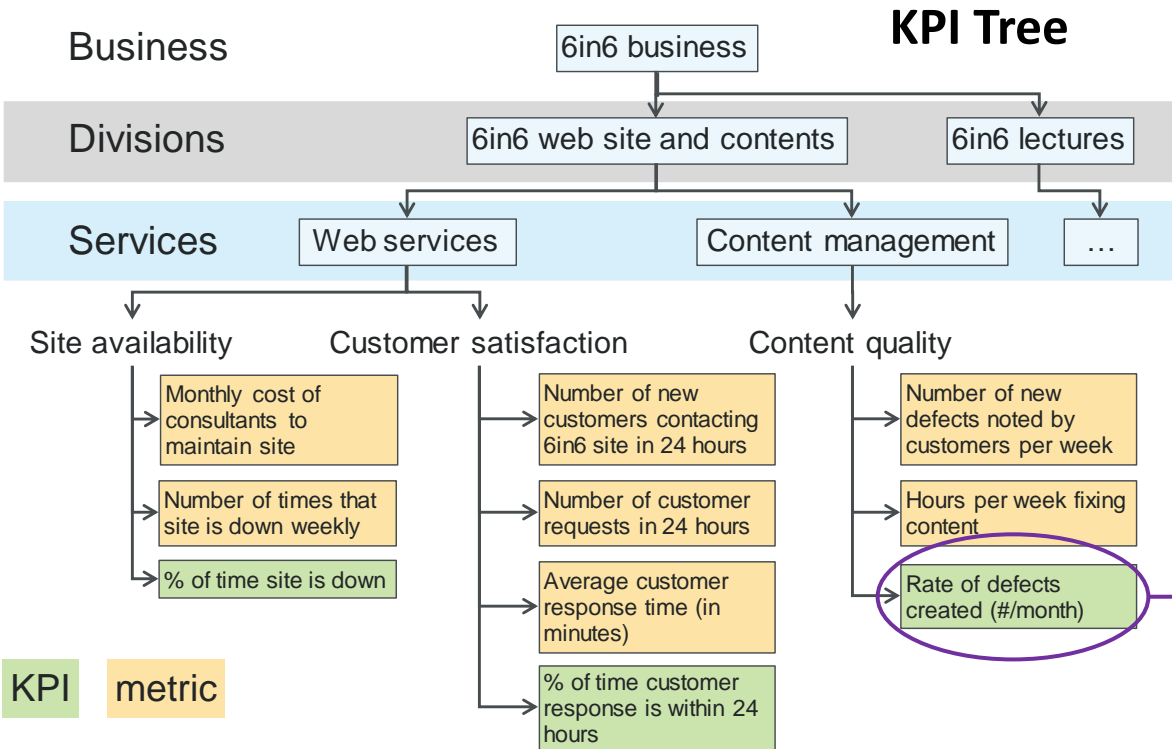 KPI Tree
Business
6in6 business
Divisions
6in6 web site and contents
6in6 lectures
Services
Web services
Content management
…
Site availability
Monthly cost of
consultants to
maintain site
Number of times that
site is down weekly
% of time site is down
Customer satisfaction
Number of new
customers contacting
6in6 site in 24 hours
Number of customer
requests in 24 hours
Average customer
response time (in
minutes)
% of time customer
response is within 24
hours
Content quality
Number of new
defects noted by
customers per week
Hours per week fixing
content
Rate of defects
created (#/month)
KPI
metric